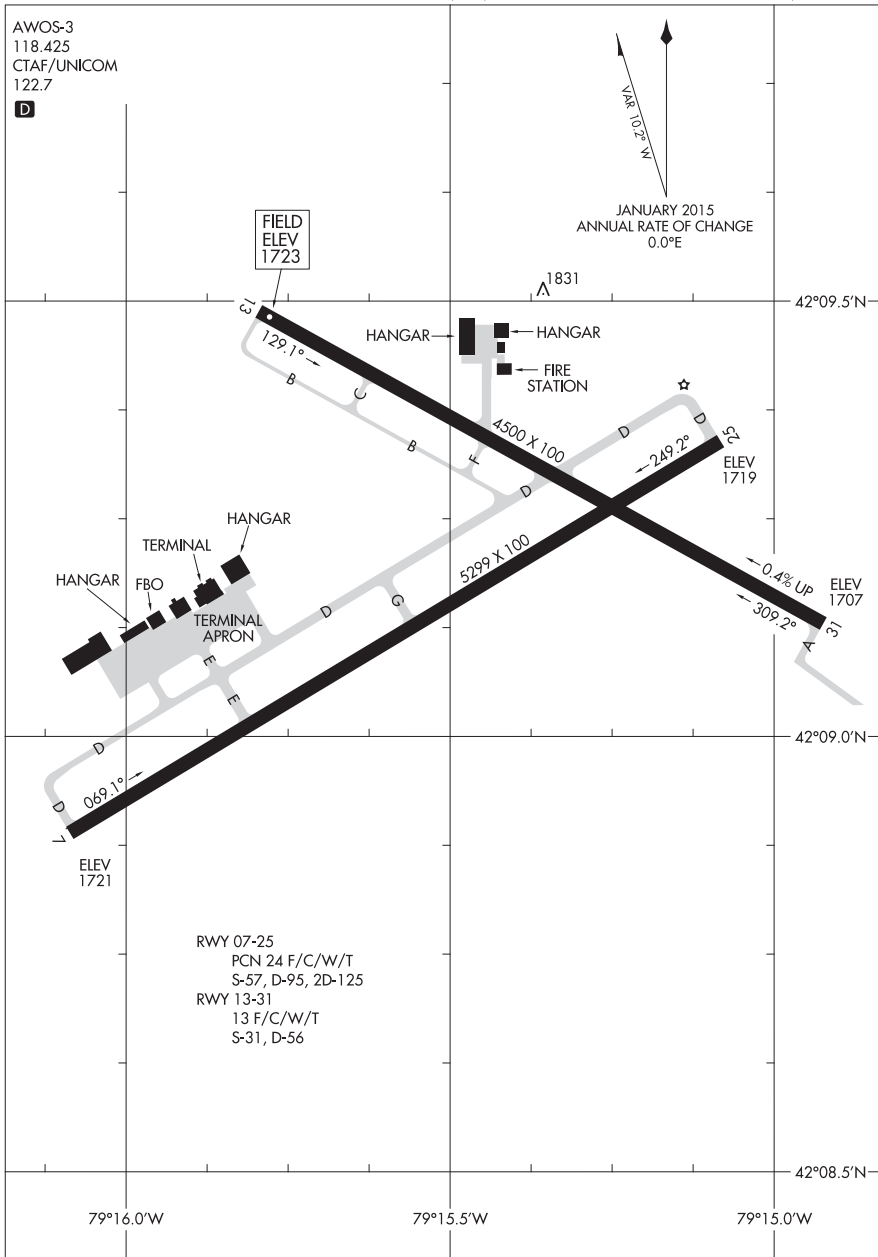 AWOS-3
118.425
CTAF/UNICOM
122.7
D
VAR 10.2° W
JANUARY 2015
ANNUAL RATE OF CHANGE
0.0°E
FIELD
ELEV
1723
1831
13
42°09.5'N
HANGAR
HANGAR
129.1°
FIRE
STATION
B
C
4500 X 100
D
D
25
B
F
249.2°
ELEV
1719
D
HANGAR
TERMINAL
5299 X 100
HANGAR
FBO
0.4% UP
ELEV
1707
309.2°
31
G
D
TERMINAL
APRON
A
E
E
42°09.0'N
D
069.1°
D
7
ELEV
1721
RWY 07-25
PCN 24 F/C/W/T
S-57, D-95, 2D-125
RWY 13-31
13 F/C/W/T
S-31, D-56
42°08.5'N
79°16.0'W
79°15.5'W
79°15.0'W